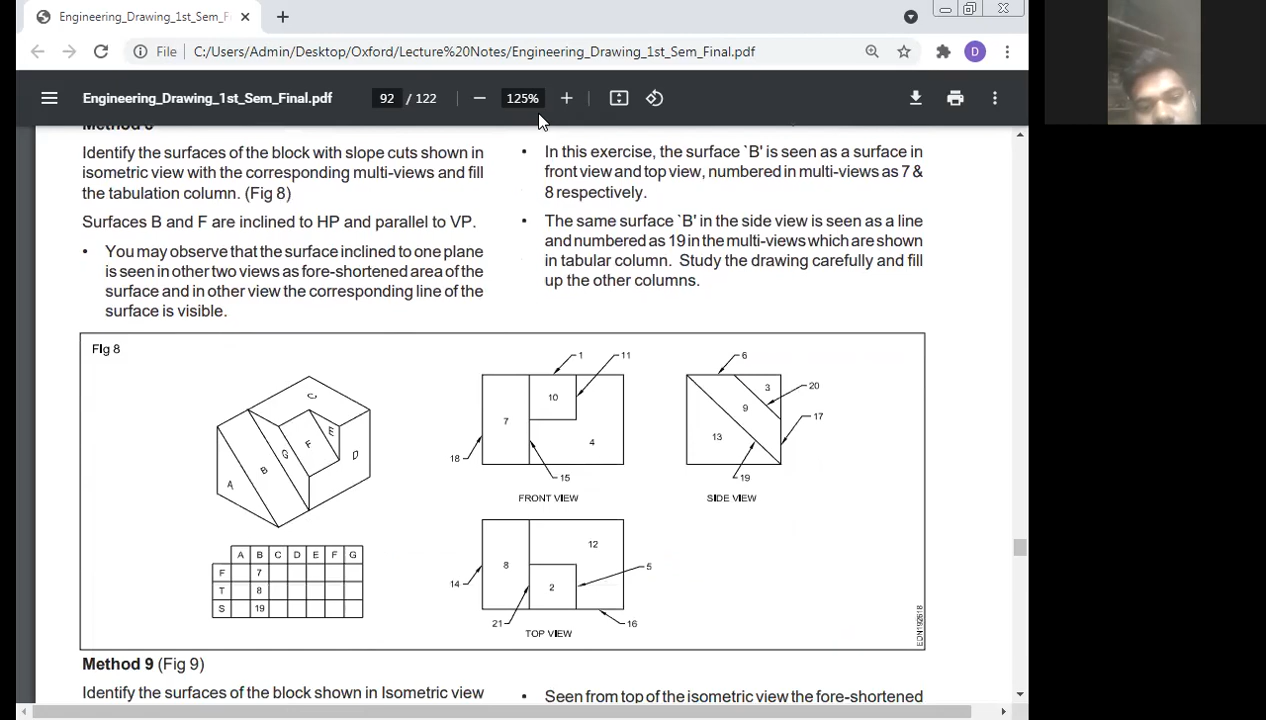 Engineering_Drawing_1st_Sem_Fin
File
C:/Users/Admin/Desktop/Oxford/Lecture%20Notes/Engineering_Drawing_1st_Sem_Final.pdf
D
Engineering_Drawing_1st_Sem_Final.pdf
92 / 122
125%
Identify the surfaces of the block with slope cuts shown in
isometric view with the corresponding multi-views and fill
the tabulation column. (Fig 8)
Surfaces B and F are inclined to HP and parallel to VP.
• You may observe that the surface inclined to one plane
is seen in other two views as fore-shortened area of the
surface and in other view the corresponding line of the
surface is visible.
• In this exercise, the surface `B' is seen as a surface in
front view and top view, numbered in multi-views as 7 &
8 respectively.
• The same surface `B' in the side view is seen as a line
and numbered as 19 in the multi-views which are shown
in tabular column. Study the drawing carefully and fill
up the other columns.
Fig 8
C
E
F
G
D
B
A
A B C D E F G
F 7
T 8
S 19
1
11
10
7
4
18
15
FRONT VIEW
6
3
20
9
17
13
19
SIDE VIEW
12
8
5
14
2
21
16
TOP VIEW
EDN192618
Method 9 (Fig 9)
Identify the surfaces of the block shown in Isometric view
• Seen from top of the isometric view the fore-shortened